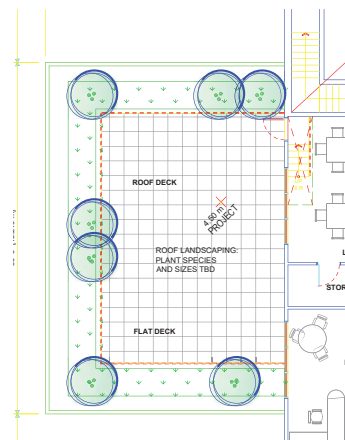 ROOF DECK
4.50 m
PROJECT
ROOF LANDSCAPING:
PLANT SPECIES
AND SIZES TBD
STOR
FLAT DECK